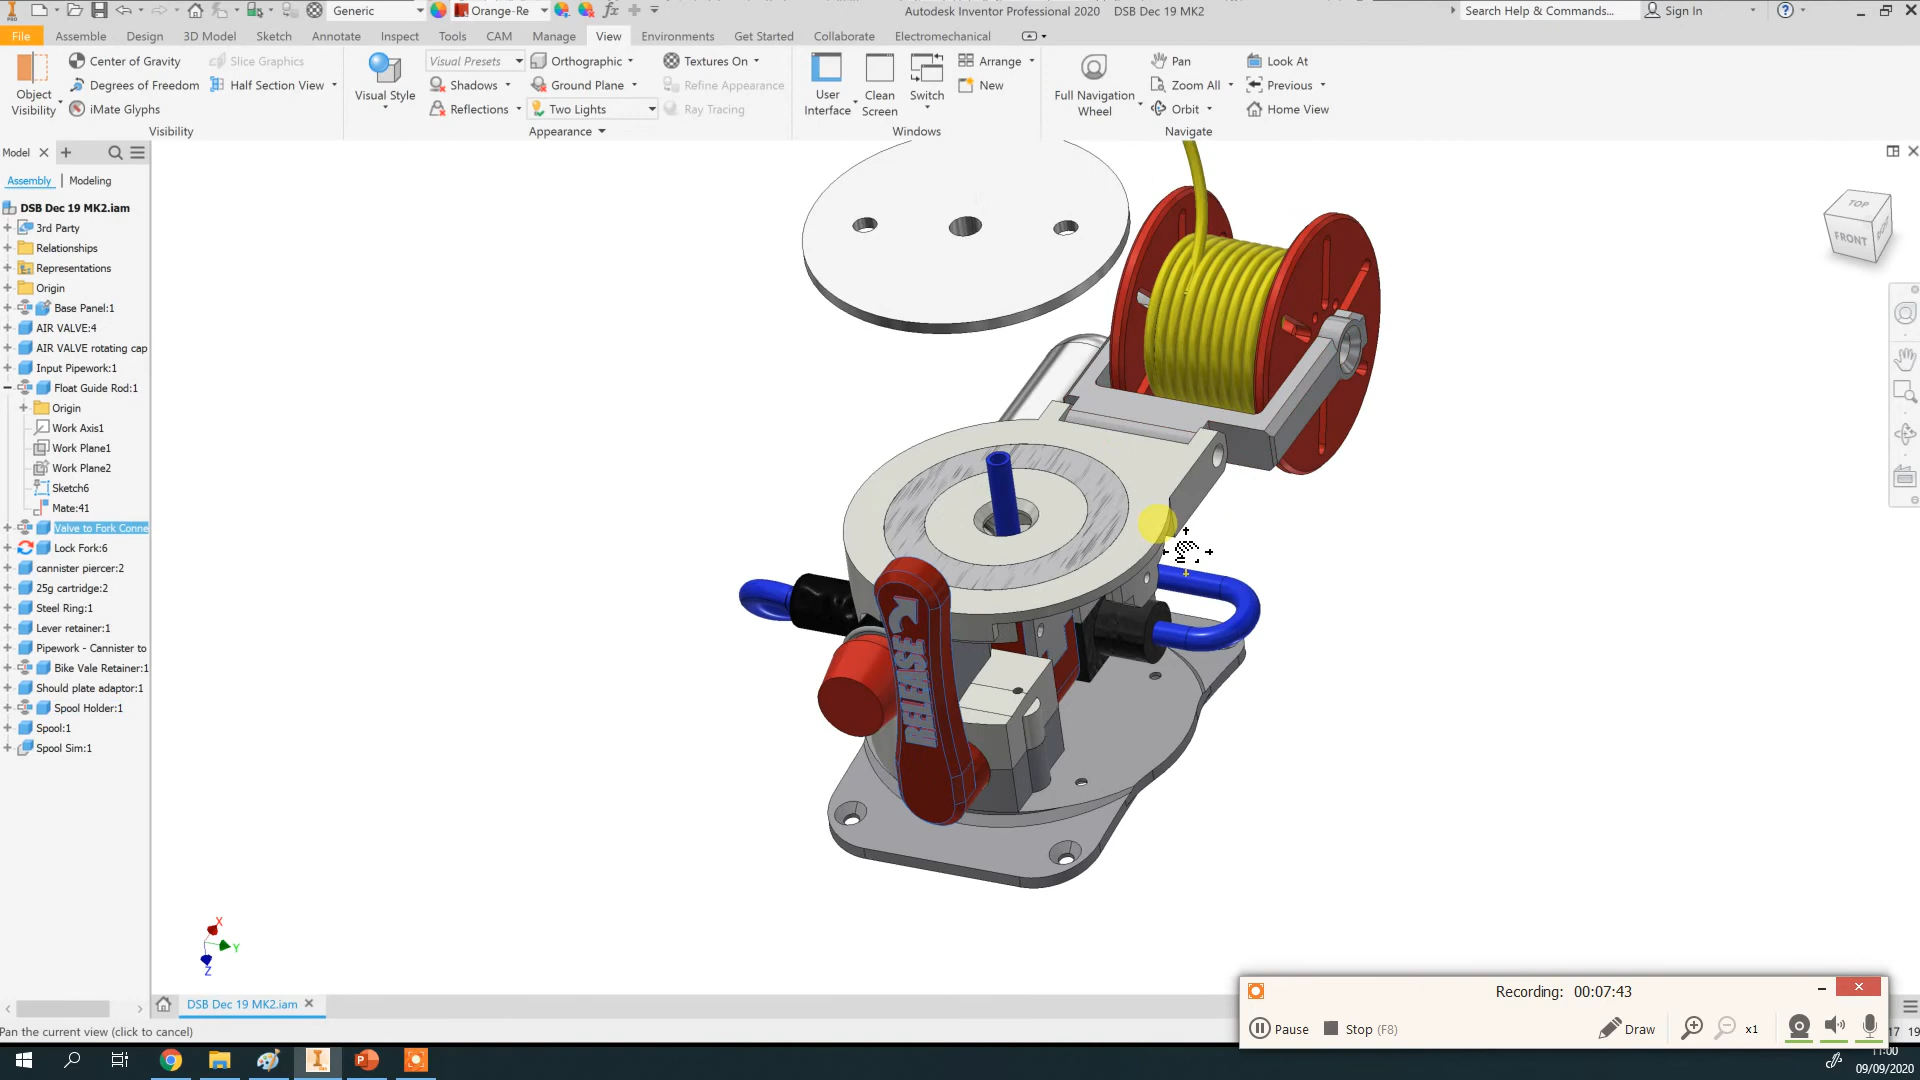 Generic
Orange-Re
Autodesk Inventor Professional 2020 DSB Dec 19 MK2
Search Help & Commands...
Sign In
File Assembly Design 3D Model Sketch Annotate Inspect Tools CAM Manage View Environments Get Started Collaborate Electromechanical
Object Visibility
Center of Gravity
Degrees of Freedom
iMate Glyphs
Slice Graphics
Half Section View
Visibility
Visual Style
Visual Presets
Shadows
Reflections
Orthographic
Ground Plane
Two Lights
Textures On
Refine Appearance
Ray Tracing
Appearance
User Interface
Clean Screen
Switch
Arrange
New
Windows
Full Navigation Wheel
Pan
Zoom All
Orbit
Look At
Previous
Home View
Navigate
Model
Assembly Modeling
DSB Dec 19 MK2.iam
3rd Party
Relationships
Representations
Origin
Base Panel:1
AIR VALVE:4
AIR VALVE rotating cap
Input Pipework:1
Float Guide Rod:1
Origin
Work Axis1
Work Plane1
Work Plane2
Sketch6
Mate:41
Valve to Fork Conne
Lock Fork:6
cannister piercer:2
25g cartridge:2
Steel Ring:1
Lever retainer:1
Pipework - Cannister to
Bike Vale Retainer:1
Should plate adaptor:1
Spool Holder:1
Spool:1
Spool Sim:1
TOP
FRONT
RELEASE
X
Y
Z
DSB Dec 19 MK2.iam
Pan the current view (click to cancel)
Recording: 00:07:43
Pause
Stop (F8)
Draw
x1
17 19
11:00
09/09/2020